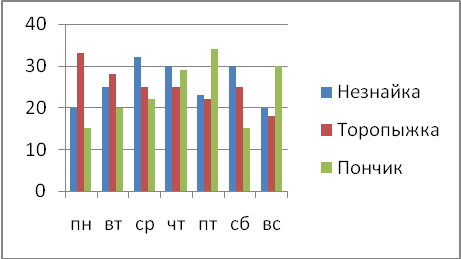 40
30
20
10
0
пн вт ср чт пт сб вс
Незнайка
Торопыжка
Пончик